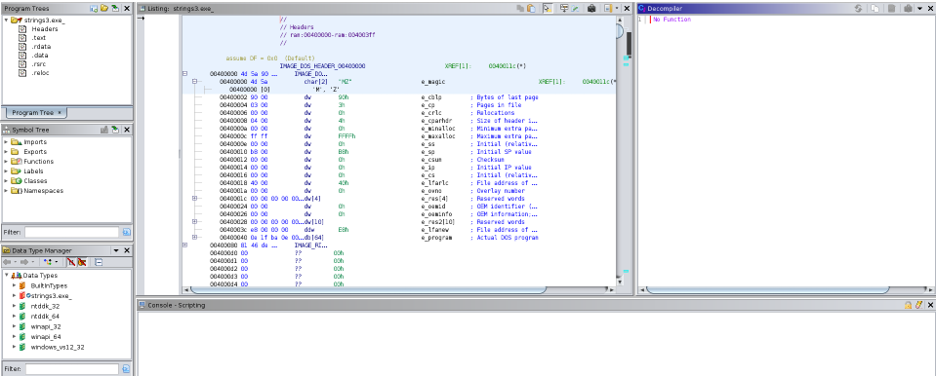 Program Trees
strings3.exe_
Headers
.text
.rdata
.data
.rsrc
.reloc
Program Tree ×
Symbol Tree
Imports
Exports
Functions
Labels
Classes
Namespaces
Filter:
Data Type Manager
Data Types
BuiltInTypes
strings3.exe_
ntddk_32
ntddk_64
winapi_32
winapi_64
windows_vs12_32
Filter:
Listing: strings3.exe_
//
// Headers
// ram:00400000-ram:004003ff
//
assume DF = 0x0 (Default)
IMAGE_DOS_HEADER_00400000 XREF[1]: 0040011c(*)
00400000 4d 5a 90 ... IMAGE_DO...
00400000 4d 5a char[2] "MZ" e_magic XREF[1]: 0040011c(*
00400000 [0] 'M', 'Z'
00400002 90 00 dw 90h e_cblp ; Bytes of last page
00400004 03 00 dw 3h e_cp ; Pages in file
00400006 00 00 dw 0h e_crlc ; Relocations
00400008 04 00 dw 4h e_cparhdr ; Size of header i...
0040000a 00 00 dw 0h e_minalloc ; Minimum extra pa...
0040000c ff ff dw FFFFh e_maxalloc ; Maximum extra pa...
0040000e 00 00 dw 0h e_ss ; Initial (relativ...
00400010 b8 00 dw B8h e_sp ; Initial SP value
00400012 00 00 dw 0h e_csum ; Checksum
00400014 00 00 dw 0h e_ip ; Initial IP value
00400016 00 00 dw 0h e_cs ; Initial (relativ...
00400018 40 00 dw 40h e_lfarlc ; File address of ...
0040001a 00 00 dw 0h e_ovno ; Overlay number
0040001c 00 00 00 00 00...dw[4] e_res[4] ; Reserved words
00400024 00 00 dw 0h e_oemid ; OEM identifier (...
00400026 00 00 dw 0h e_oeminfo ; OEM information;...
00400028 00 00 00 00 00...dw[10] e_res2[10] ; Reserved words
0040003c e8 00 00 00 ddw E8h e_lfanew ; File address of ...
00400040 0e 1f ba 0e 00...db[64] e_program ; Actual DOS program
00400080 81 46 de ... IMAGE_RI...
004000d0 00 ?? 00h
004000d1 00 ?? 00h
004000d2 00 ?? 00h
004000d3 00 ?? 00h
004000d4 00 ?? 00h
Decompiler
1 No Function
Console - Scripting